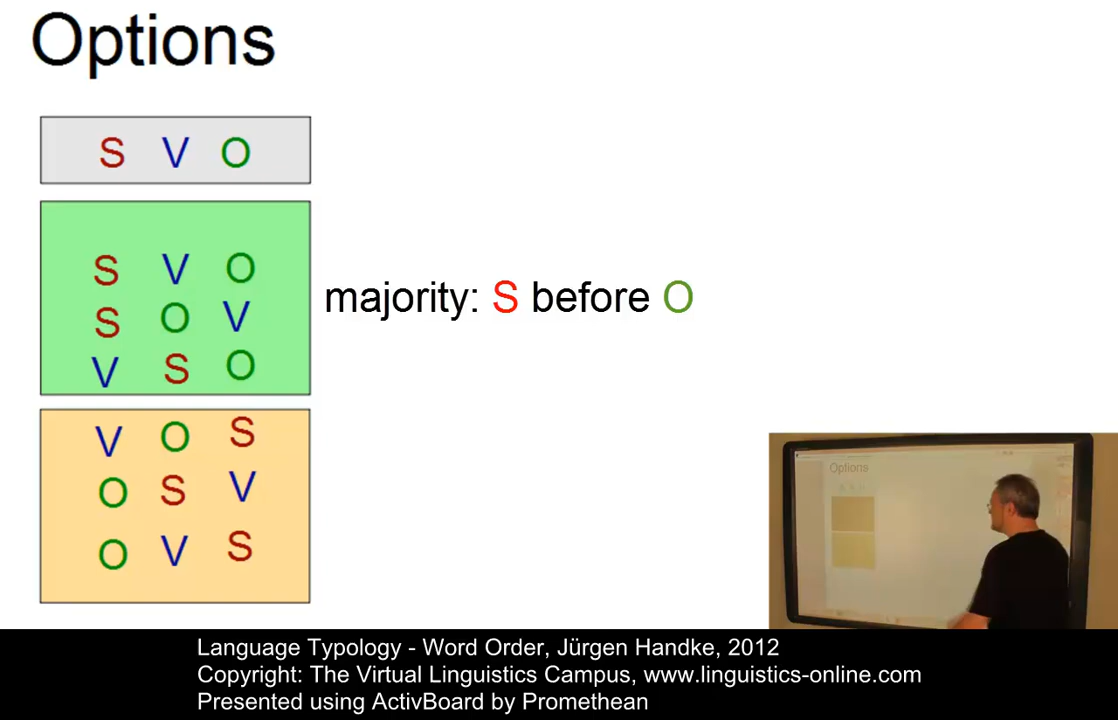 Options
S V O
S V O
S O V
V S O
majority: S before O
V O S
O S V
O V S
Options
Language Typology - Word Order, Jürgen Handke, 2012
Copyright: The Virtual Linguistics Campus, www.linguistics-online.com
Presented using ActivBoard by Promethean